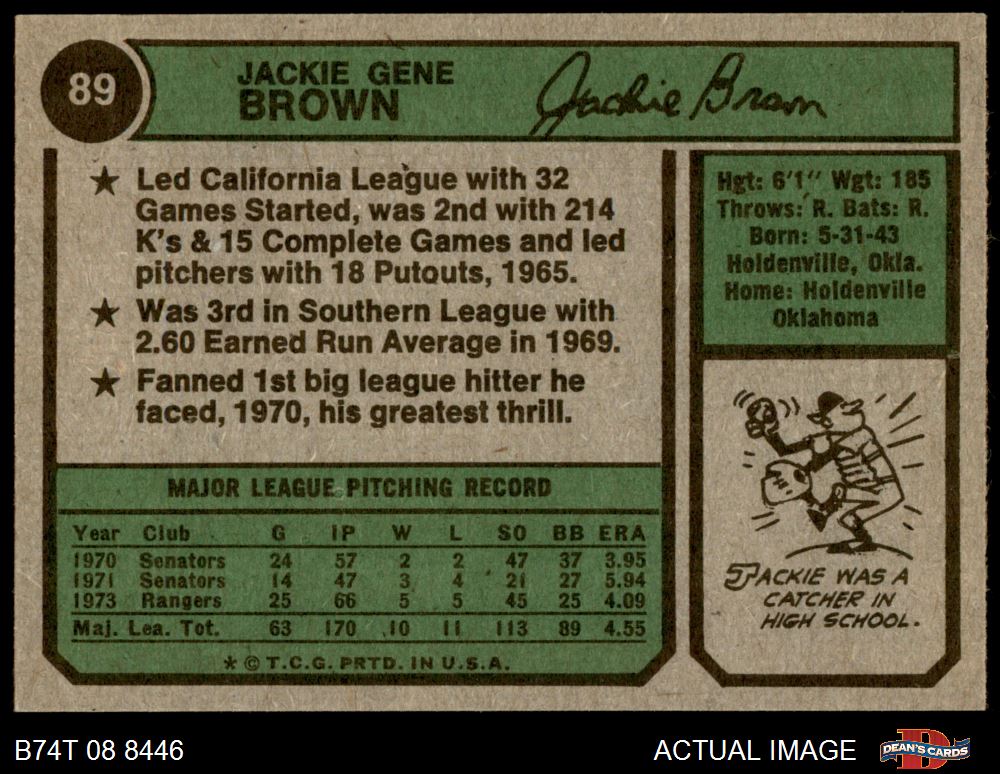 89
JACKIE GENE
BROWN
Jackie Brown
★ Led California League with 32
Games Started, was 2nd with 214
K's & 15 Complete Games and led
pitchers with 18 Putouts, 1965.
★ Was 3rd in Southern League with
2.60 Earned Run Average in 1969.
★ Fanned 1st big league hitter he
faced, 1970, his greatest thrill.
Hgt: 6'1" Wgt: 185
Throws: R. Bats: R.
Born: 5-31-43
Holdenville, Okla.
Home: Holdenville
Oklahoma
MAJOR LEAGUE PITCHING RECORD
Year Club G IP W L SO BB ERA
1970 Senators 24 57 2 2 47 37 3.95
1971 Senators 14 47 3 4 21 27 5.94
1973 Rangers 25 66 5 5 45 25 4.09
Maj. Lea. Tot. 63 170 10 11 113 89 4.55
★ © T.C.G. PRTD. IN U.S.A.
JACKIE WAS A
CATCHER IN
HIGH SCHOOL.
B74T 08 8446
ACTUAL IMAGE
DEAN'S CARDS